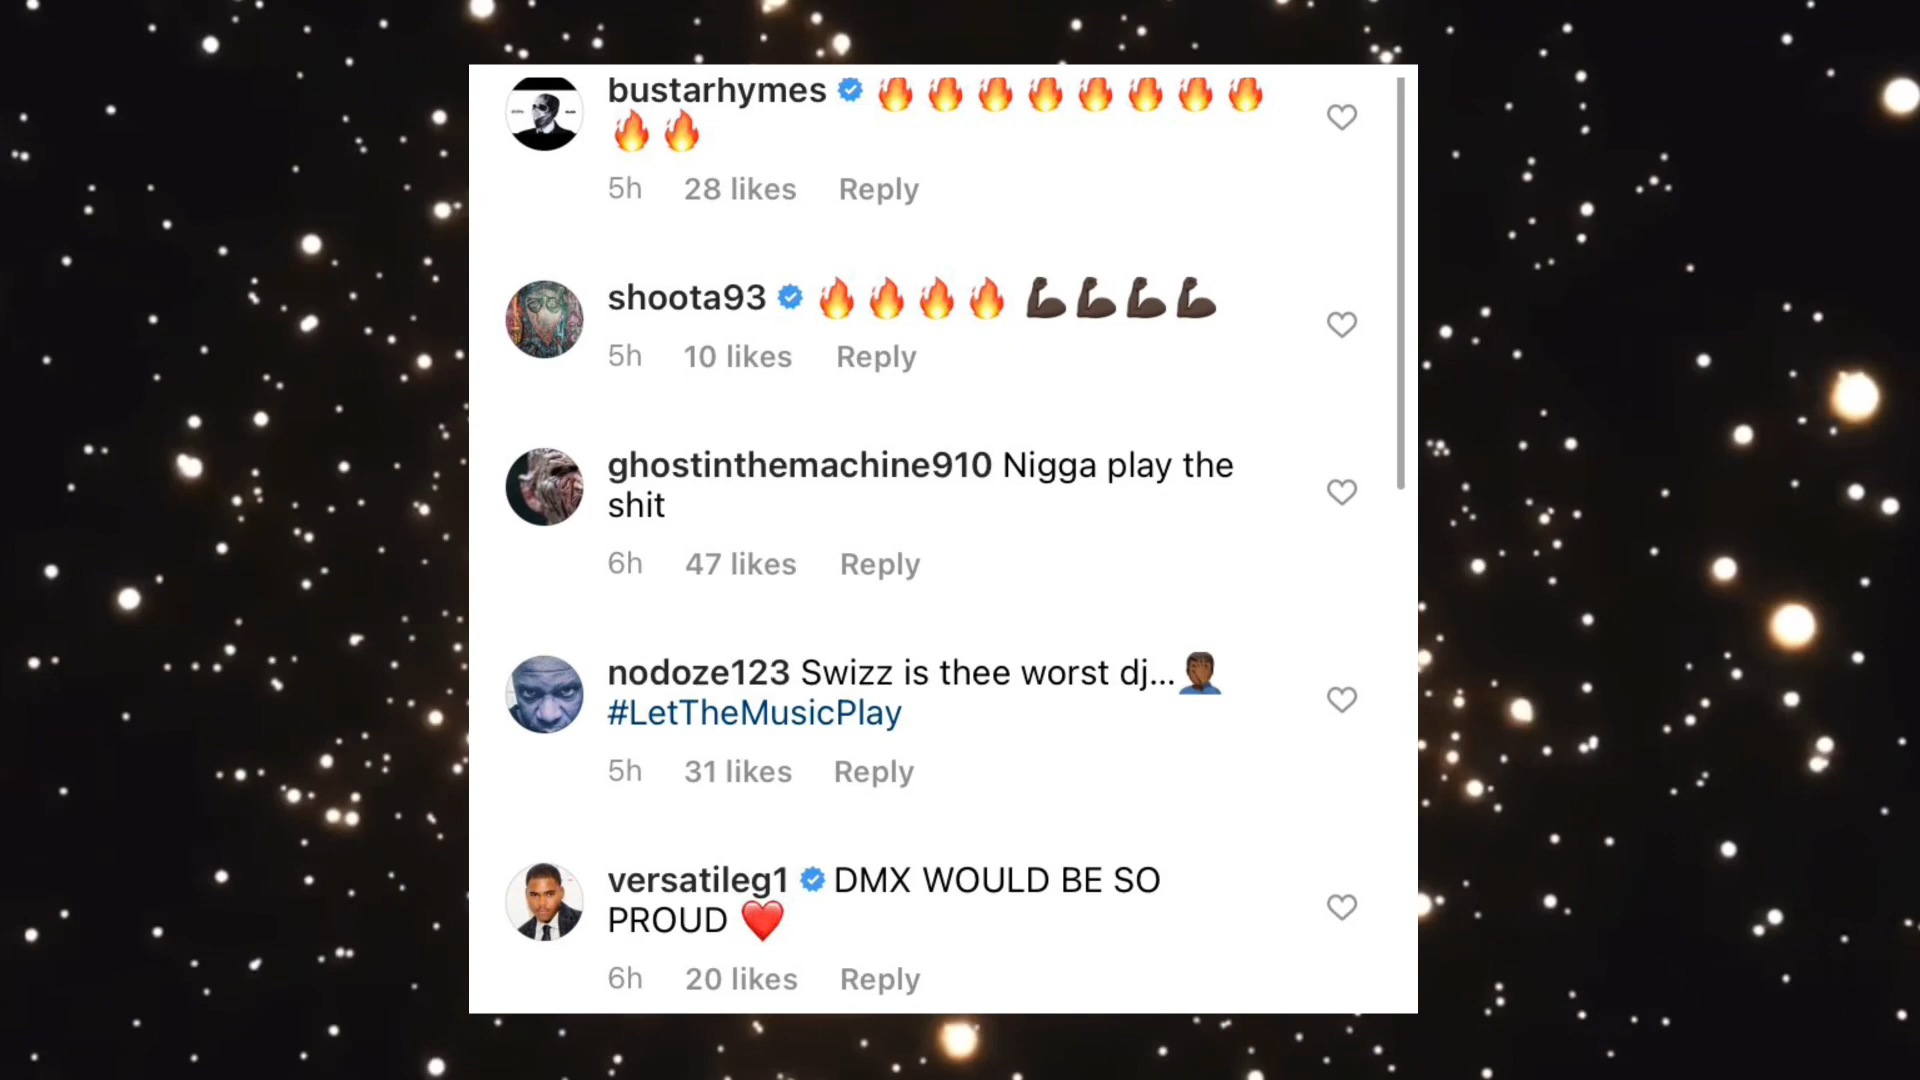 bustarhymes 🔥🔥🔥🔥🔥🔥🔥🔥
🔥🔥
5h 28 likes Reply
shoota93 🔥🔥🔥🔥 💪🏿💪🏿💪🏿💪🏿
5h 10 likes Reply
ghostinthemachine910 Nigga play the
shit
6h 47 likes Reply
nodoze123 Swizz is thee worst dj...🤦🏾‍♂️
#LetTheMusicPlay
5h 31 likes Reply
versatileg1 DMX WOULD BE SO
PROUD ❤️
6h 20 likes Reply